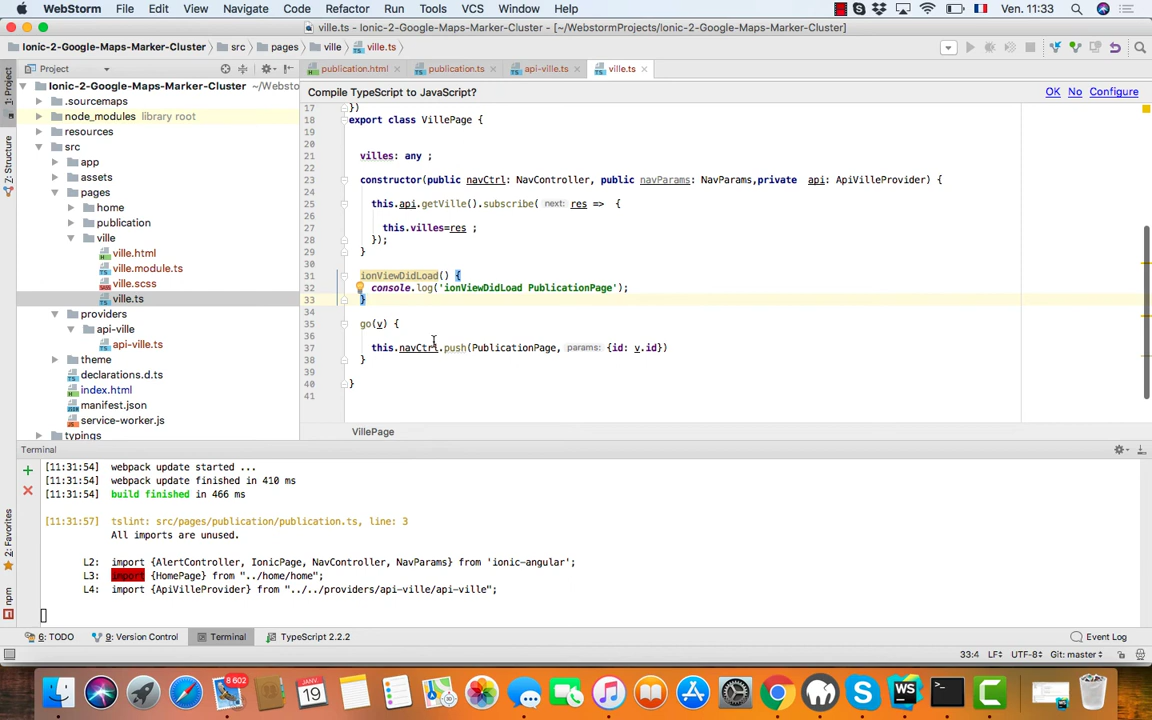 WebStorm File Edit View Navigate Code Refactor Run Tools VCS Window Help Ven. 11:33
ville.ts - Ionic-2-Google-Maps-Marker-Cluster - [~/WebstormProjects/Ionic-2-Google-Maps-Marker-Cluster]
Ionic-2-Google-Maps-Marker-Cluster src pages ville ville.ts
Project publication.html publication.ts api-ville.ts ville.ts
1: Project
7: Structure
2: Favorites
npm
Ionic-2-Google-Maps-Marker-Cluster ~/Websto
.sourcemaps
node_modules library root
resources
src
app
assets
pages
home
publication
ville
ville.html
ville.module.ts
ville.scss
ville.ts
providers
api-ville
api-ville.ts
theme
declarations.d.ts
index.html
manifest.json
service-worker.js
typings
Compile TypeScript to JavaScript? OK No Configure
17 })
18 export class VillePage {
19
20
21 villes: any ;
22
23 constructor(public navCtrl: NavController, public navParams: NavParams,private api: ApiVilleProvider) {
24
25 this.api.getVille().subscribe( next: res => {
26
27 this.villes=res ;
28 });
29 }
30
31 ionViewDidLoad() {
32 console.log('ionViewDidLoad PublicationPage');
33 }
34
35 go(v) {
36
37 this.navCtrl.push(PublicationPage, params: {id: v.id})
38 }
39
40 }
41
VillePage
Terminal
[11:31:54] webpack update started ...
[11:31:54] webpack update finished in 410 ms
[11:31:54] build finished in 466 ms
[11:31:57] tslint: src/pages/publication/publication.ts, line: 3
All imports are unused.
L2: import {AlertController, IonicPage, NavController, NavParams} from 'ionic-angular';
L3: import {HomePage} from "../home/home";
L4: import {ApiVilleProvider} from "../../providers/api-ville/api-ville";
6: TODO 9: Version Control Terminal TypeScript 2.2.2 Event Log
33:4 LF÷ UTF-8÷ Git: master÷
8 602
JANV.
19
WS